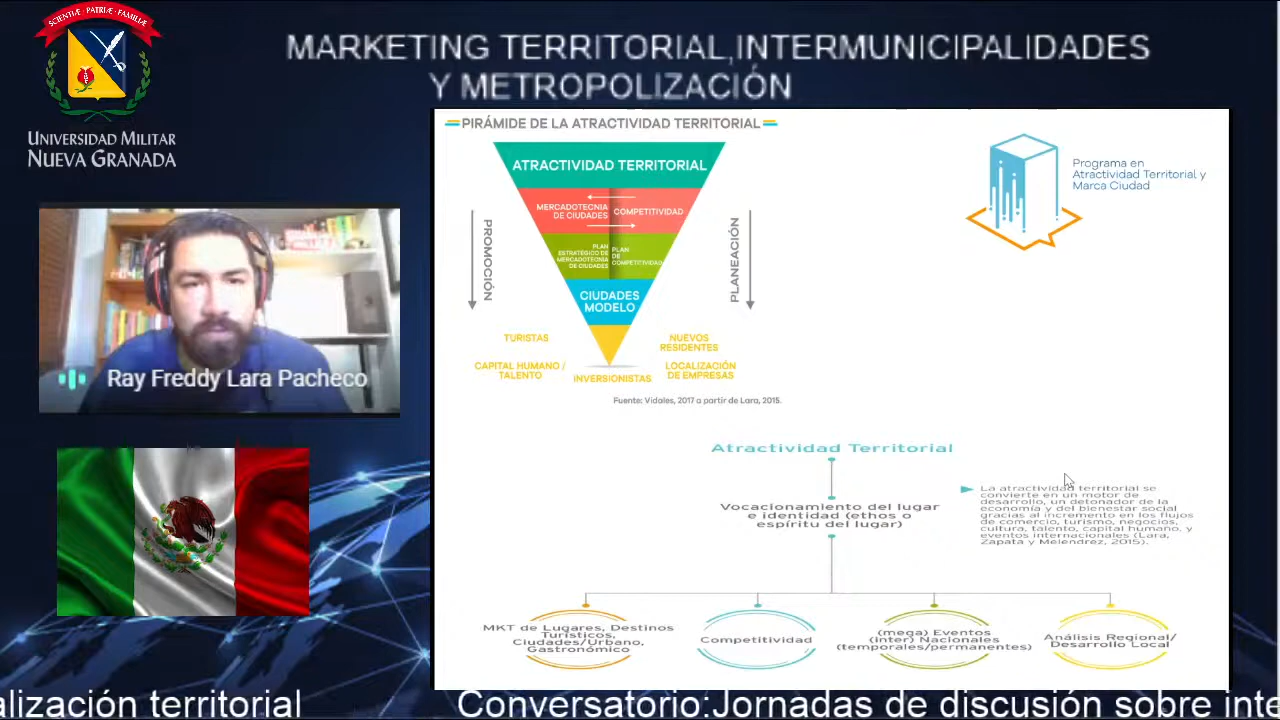 SCIENTIÆ - PATRIÆ - FAMILIÆ
UNIVERSIDAD MILITAR
NUEVA GRANADA
MARKETING TERRITORIAL,INTERMUNICIPALIDADES
Y METROPOLIZACIÓN
PIRÁMIDE DE LA ATRACTIVIDAD TERRITORIAL
ATRACTIVIDAD TERRITORIAL
MERCADOTECNIA
DE CIUDADES
COMPETITIVIDAD
PLAN
ESTRATÉGICO DE
MERCADOTECNIA
DE CIUDADES
PLAN
DE
COMPETITIVIDAD
CIUDADES
MODELO
PROMOCIÓN
PLANEACIÓN
TURISTAS
NUEVOS
RESIDENTES
CAPITAL HUMANO /
TALENTO
INVERSIONISTAS
LOCALIZACIÓN
DE EMPRESAS
Fuente: Vidales, 2017 a partir de Lara, 2015.
Programa en
Atractividad Territorial y
Marca Ciudad
Ray Freddy Lara Pacheco
Atractividad Territorial
Vocacionamiento del lugar
e identidad (ethos o
espíritu del lugar)
La atractividad territorial se
convierte en un motor de
desarrollo, un detonador de la
economía y del bienestar social
gracias al incremento en los flujos
de comercio, turismo, negocios,
cultura, talento, capital humano, y
eventos internacionales (Lara,
Zapata y Meléndrez, 2015).
MKT de Lugares, Destinos
Turísticos,
Ciudades/Urbano,
Gastronómico
Competitividad
(mega) Eventos
(inter) Nacionales
(temporales/permanentes)
Análisis Regional/
Desarrollo Local
alización territorial
Conversatorio:Jornadas de discusión sobre inte